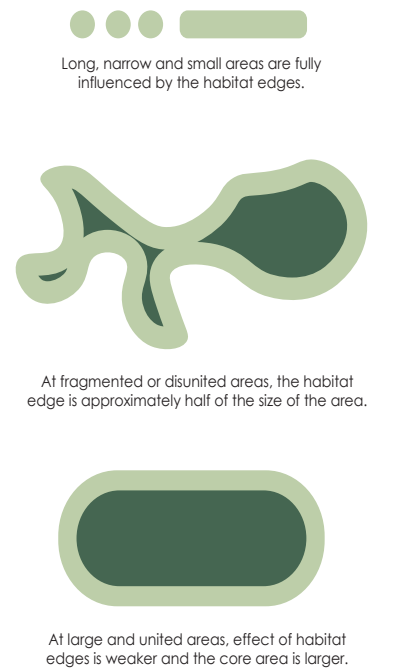 Long, narrow and small areas are fully
influenced by the habitat edges.
At fragmented or disunited areas, the habitat
edge is approximately half of the size of the area.
At large and united areas, effect of habitat
edges is weaker and the core area is larger.